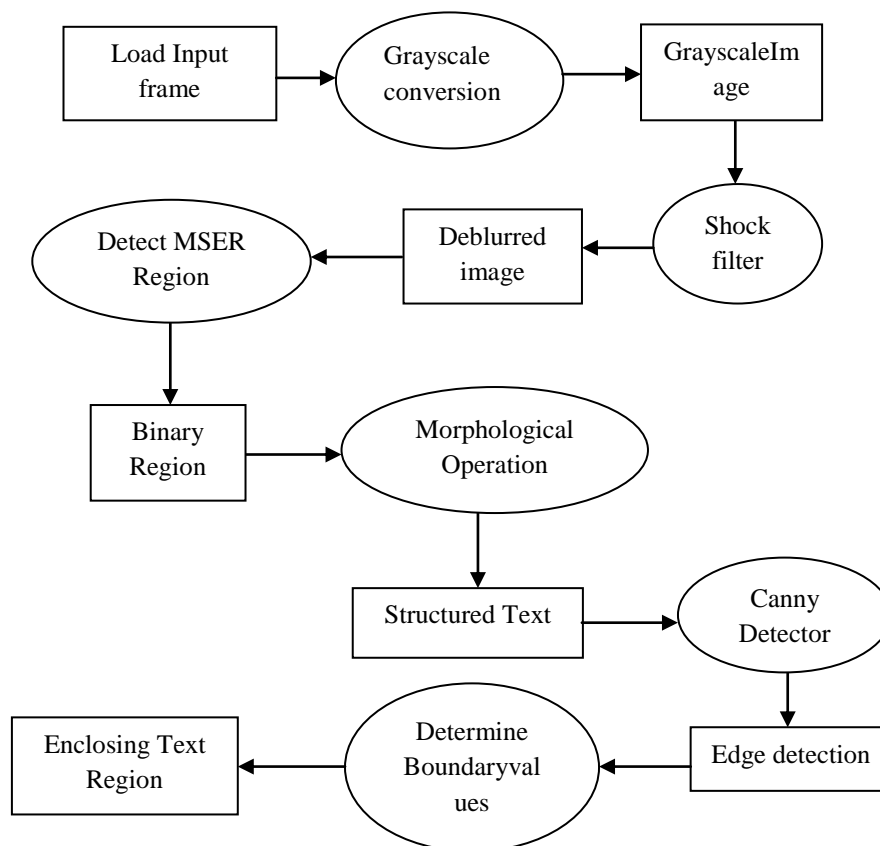 Load Input
frame
Grayscale
conversion
GrayscaleIm
age
Shock
filter
Deblurred
image
Detect MSER
Region
Binary
Region
Morphological
Operation
Structured Text
Canny
Detector
Edge detection
Determine
Boundaryval
ues
Enclosing Text
Region